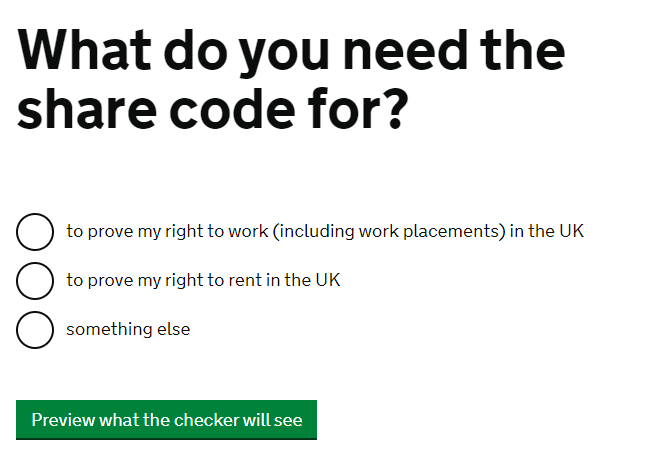 What do you need the
share code for?
to prove my right to work (including work placements) in the UK
to prove my right to rent in the UK
something else
Preview what the checker will see